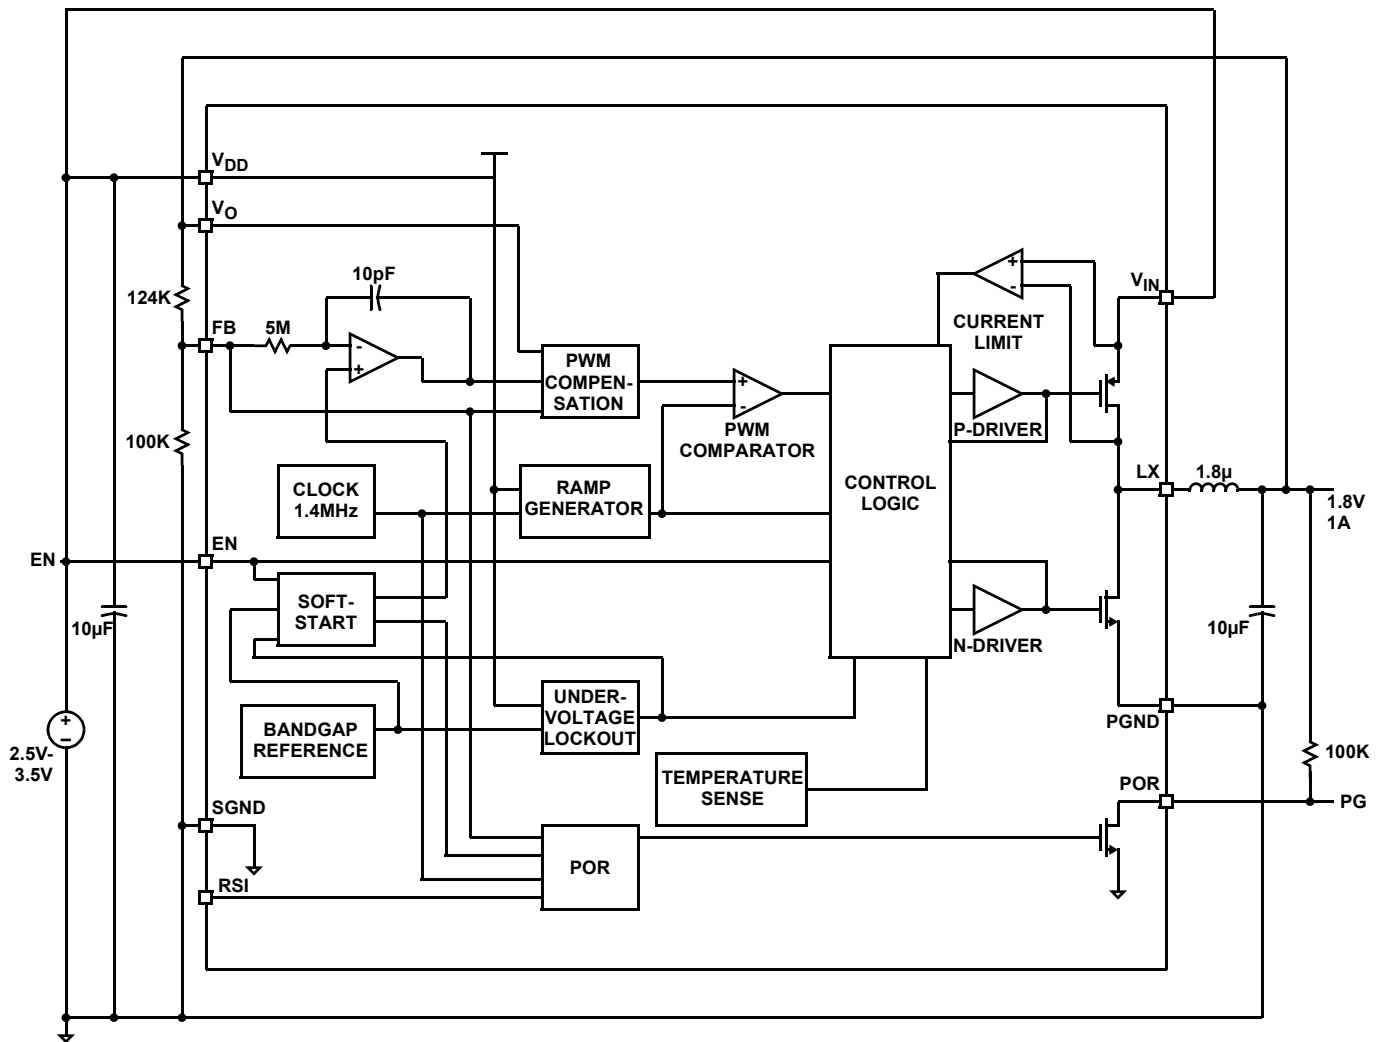 VDD
VO
10pF
124K
FB
5M
-
+
PWM
COMPEN-
SATION
+
-
PWM
COMPARATOR
+
-
CURRENT
LIMIT
VIN
P-DRIVER
100K
CLOCK
1.4MHz
RAMP
GENERATOR
CONTROL
LOGIC
LX
1.8µ
1.8V
1A
EN
EN
SOFT-
START
10µF
N-DRIVER
10µF
UNDER-
VOLTAGE
LOCKOUT
BANDGAP
REFERENCE
PGND
+
−
2.5V-
3.5V
100K
TEMPERATURE
SENSE
POR
PG
SGND
POR
RSI